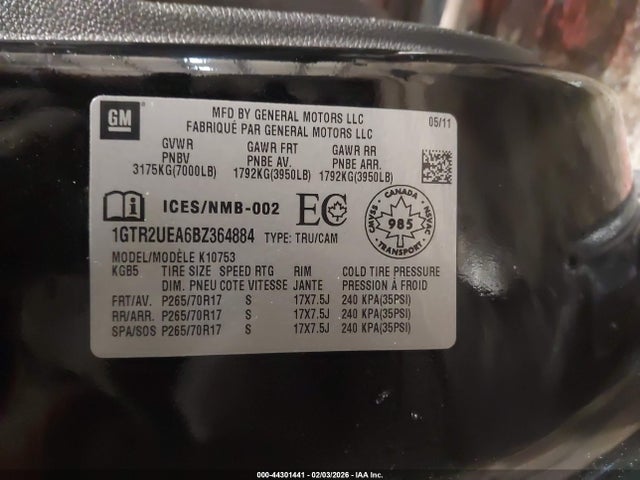 GM
MFD BY GENERAL MOTORS LLC
FABRIQUÉ PAR GENERAL MOTORS LLC
05/11
GVWR GAWR FRT GAWR RR
PNBV PNBE AV. PNBE ARR.
3175KG(7000LB) 1792KG(3950LB) 1792KG(3950LB)
i ICES/NMB-002 EC
CANADA
CMVSS NSVAC
985
TRANSPORT
1GTR2UEA6BZ364884 TYPE: TRU/CAM
MODEL/MODÈLE K10753
KGB5 TIRE SIZE SPEED RTG RIM COLD TIRE PRESSURE
DIM. PNEU COTE VITESSE JANTE PRESSION À FROID
FRT/AV. P265/70R17 S 17X7.5J 240 KPA(35PSI)
RR/ARR. P265/70R17 S 17X7.5J 240 KPA(35PSI)
SPA/SOS P265/70R17 S 17X7.5J 240 KPA(35PSI)
000-44301441 - 02/03/2026 - IAA Inc.